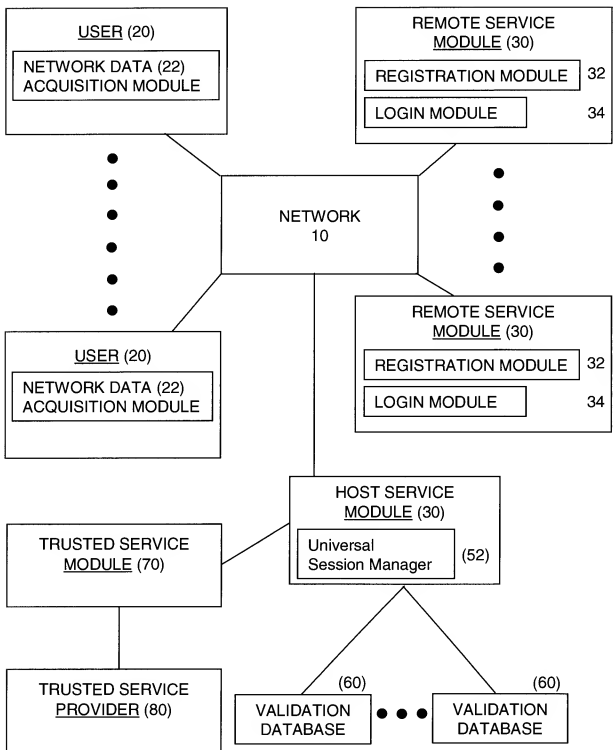 USER (20)
NETWORK DATA (22)
ACQUISITION MODULE
REMOTE SERVICE
MODULE (30)
REGISTRATION MODULE 32
LOGIN MODULE 34
NETWORK
10
USER (20)
NETWORK DATA (22)
ACQUISITION MODULE
REMOTE SERVICE
MODULE (30)
REGISTRATION MODULE 32
LOGIN MODULE 34
HOST SERVICE
MODULE (30)
Universal
Session Manager (52)
TRUSTED SERVICE
MODULE (70)
TRUSTED SERVICE
PROVIDER (80)
(60)
VALIDATION
DATABASE
(60)
VALIDATION
DATABASE